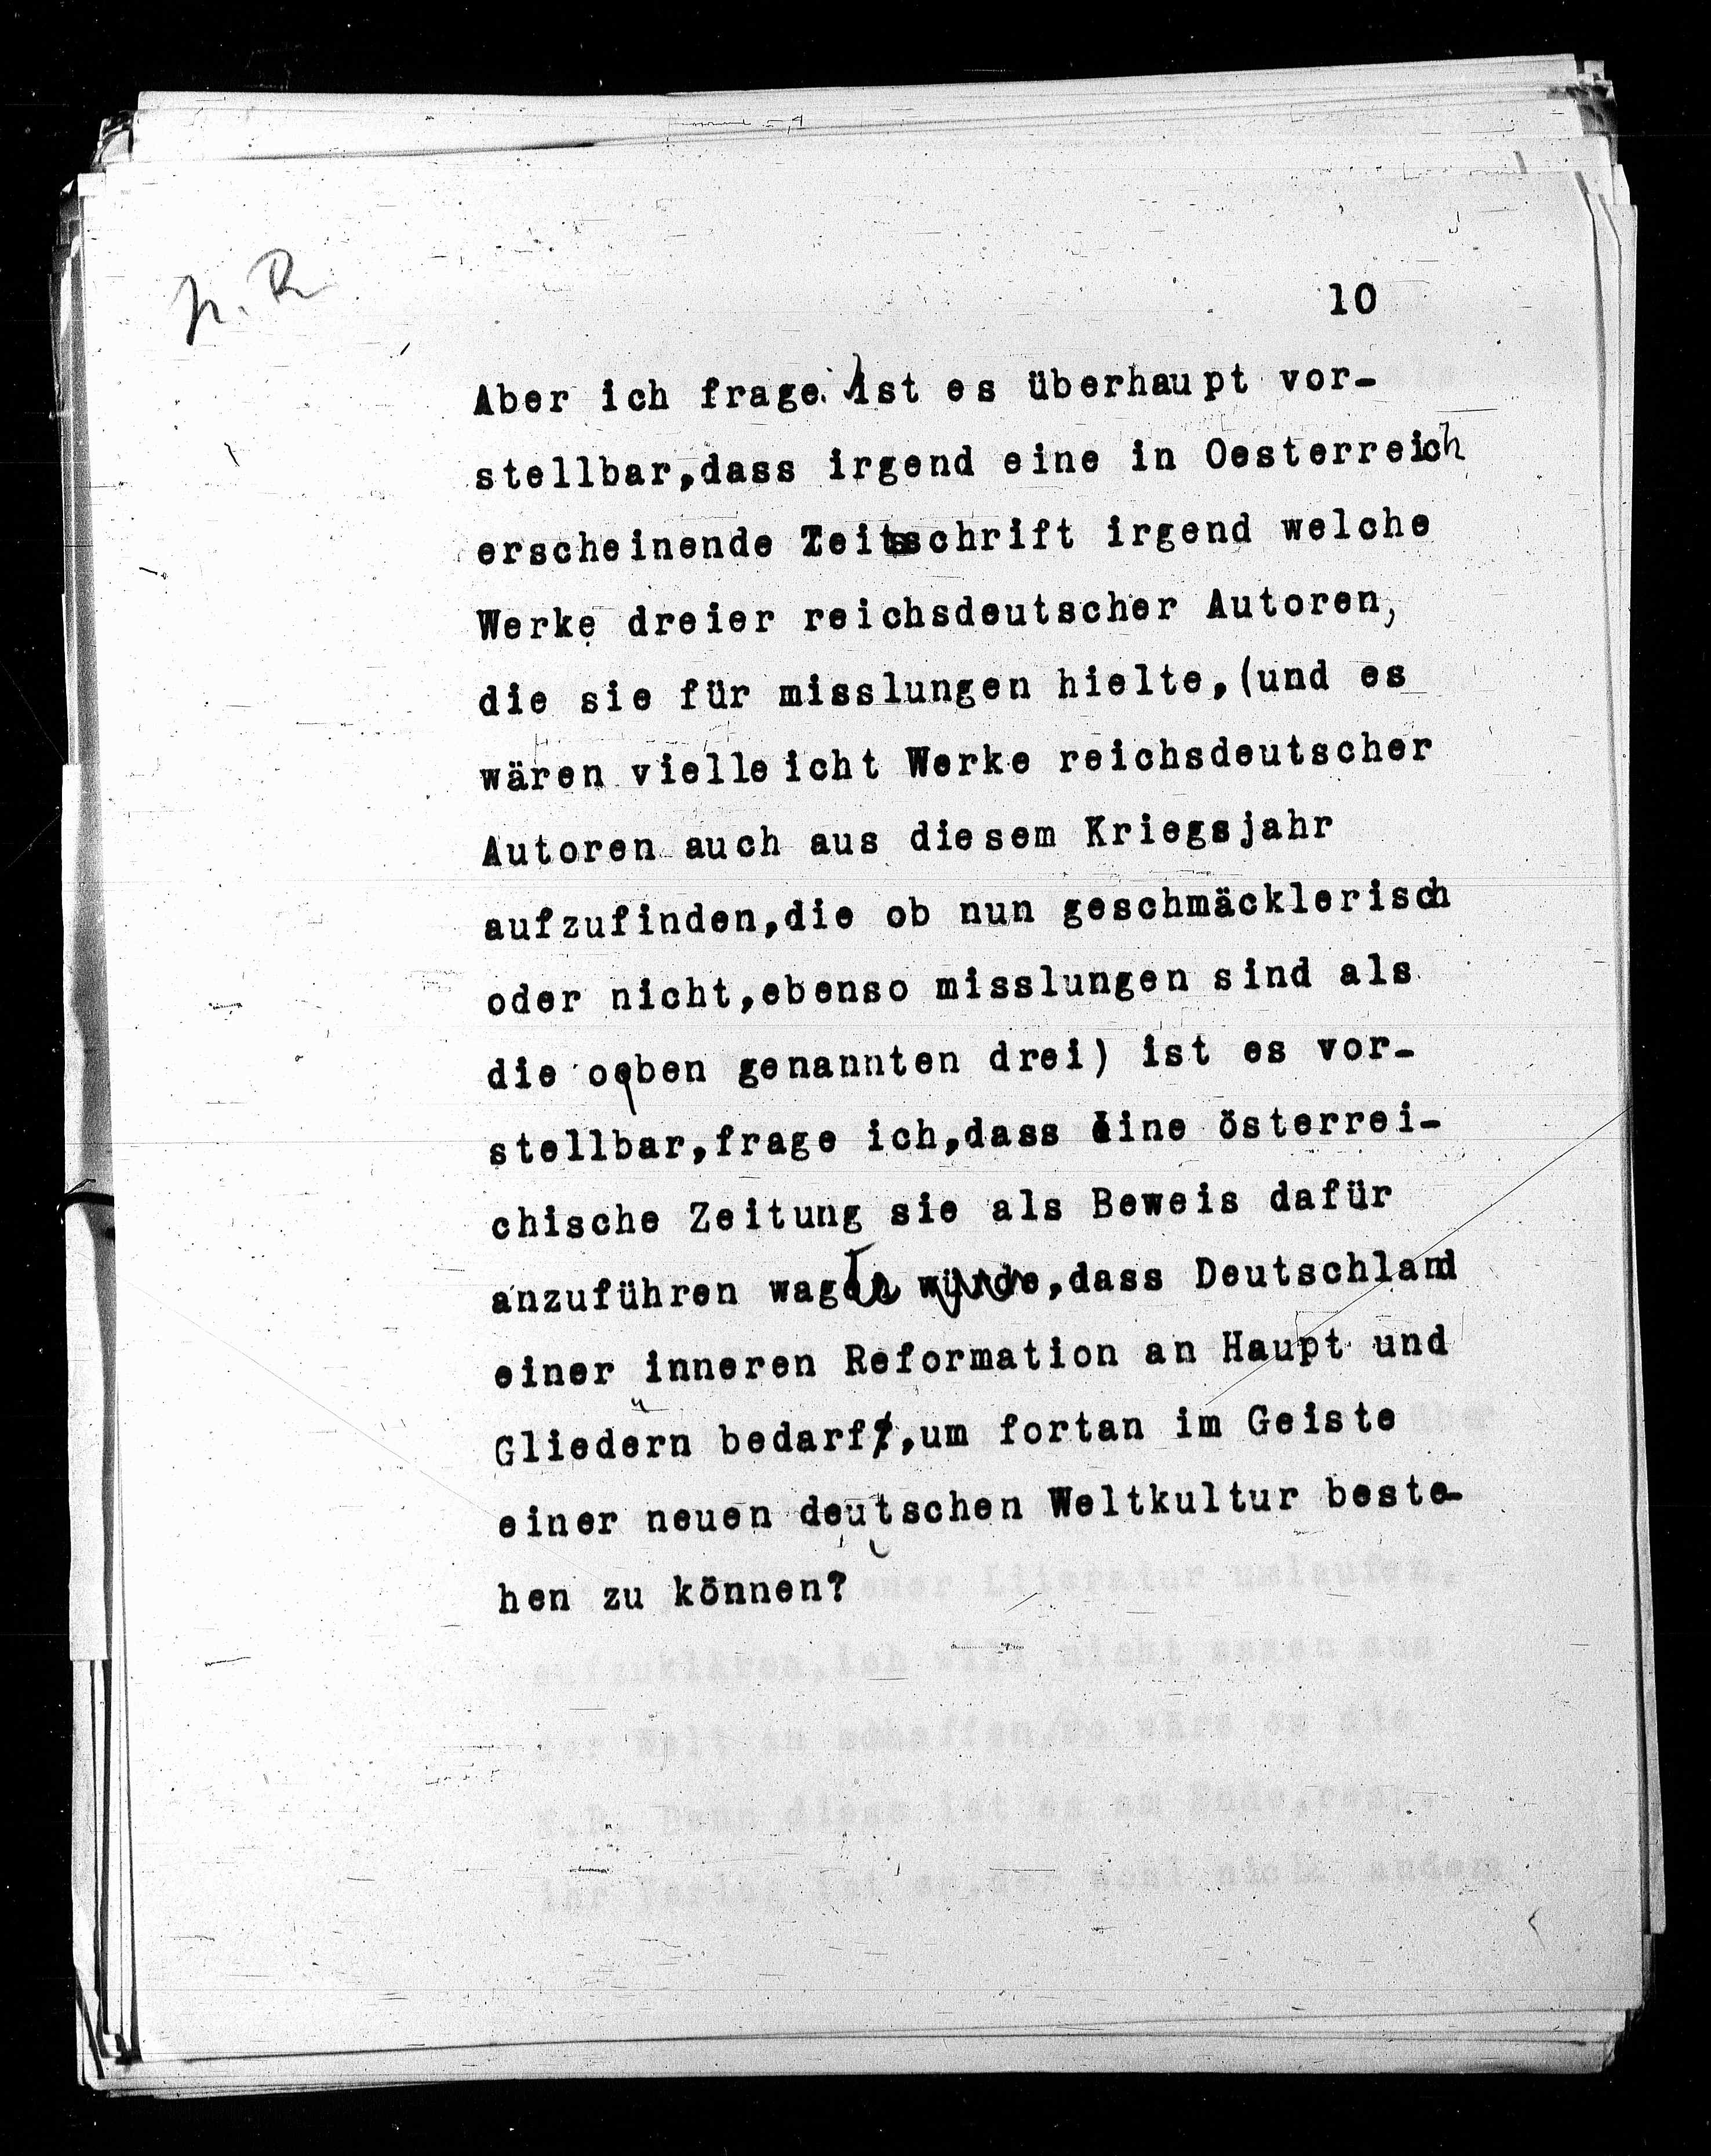 n. R
10
Aber ich frage: ist es überhaupt vor-
stellbar,dass irgend eine in Oesterreich
erscheinende Zeitschrift irgend welche
Werke dreier reichsdeutscher Autoren,
die sie für misslungen hielte,(und es
wären vielleicht Werke reichsdeutscher
Autoren auch aus diesem Kriegsjahr
aufzufinden,die ob nun geschmäcklerisch
oder nicht,ebenso misslungen sind als
die oben genannten drei) ist es vor-
stellbar,frage ich,dass eine österrei-
chische Zeitung sie als Beweis dafür
anzuführen wagte,dass Deutschland
einer inneren Reformation an Haupt und
Gliedern bedarf,um fortan im Geiste
einer neuen deutschen Weltkultur beste-
hen zu können?